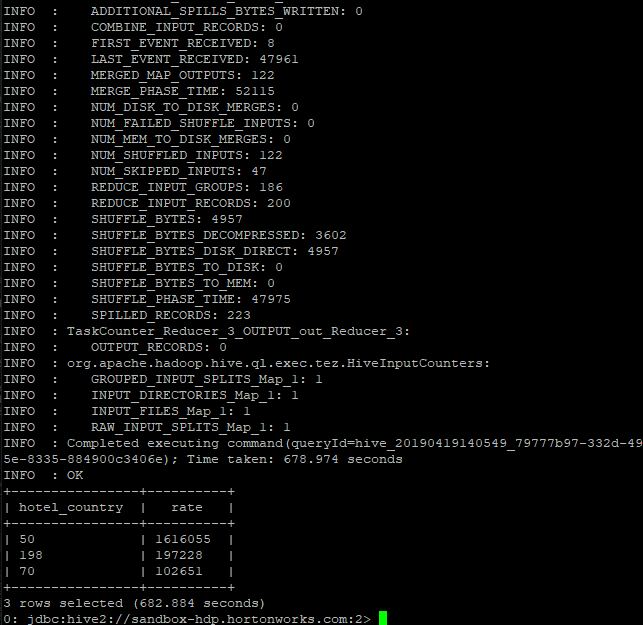 INFO  :     ADDITIONAL_SPILLS_BYTES_WRITTEN: 0
INFO  :     COMBINE_INPUT_RECORDS: 0
INFO  :     FIRST_EVENT_RECEIVED: 8
INFO  :     LAST_EVENT_RECEIVED: 47961
INFO  :     MERGED_MAP_OUTPUTS: 122
INFO  :     MERGE_PHASE_TIME: 52115
INFO  :     NUM_DISK_TO_DISK_MERGES: 0
INFO  :     NUM_FAILED_SHUFFLE_INPUTS: 0
INFO  :     NUM_MEM_TO_DISK_MERGES: 0
INFO  :     NUM_SHUFFLED_INPUTS: 122
INFO  :     NUM_SKIPPED_INPUTS: 47
INFO  :     REDUCE_INPUT_GROUPS: 186
INFO  :     REDUCE_INPUT_RECORDS: 200
INFO  :     SHUFFLE_BYTES: 4957
INFO  :     SHUFFLE_BYTES_DECOMPRESSED: 3602
INFO  :     SHUFFLE_BYTES_DISK_DIRECT: 4957
INFO  :     SHUFFLE_BYTES_TO_DISK: 0
INFO  :     SHUFFLE_BYTES_TO_MEM: 0
INFO  :     SHUFFLE_PHASE_TIME: 47975
INFO  :     SPILLED_RECORDS: 223
INFO  : TaskCounter_Reducer_3_OUTPUT_out_Reducer_3:
INFO  :     OUTPUT_RECORDS: 0
INFO  : org.apache.hadoop.hive.ql.exec.tez.HiveInputCounters:
INFO  :     GROUPED_INPUT_SPLITS_Map_1: 1
INFO  :     INPUT_DIRECTORIES_Map_1: 1
INFO  :     INPUT_FILES_Map_1: 1
INFO  :     RAW_INPUT_SPLITS_Map_1: 1
INFO  : Completed executing command(queryId=hive_20190419140549_79777b97-332d-49
5e-8335-884900c3406e); Time taken: 678.974 seconds
INFO  : OK
+----------------+----------+
| hotel_country  |   rate   |
+----------------+----------+
| 50             | 1616055  |
| 198            | 197228   |
| 70             | 102651   |
+----------------+----------+
3 rows selected (682.884 seconds)
0: jdbc:hive2://sandbox-hdp.hortonworks.com:2>